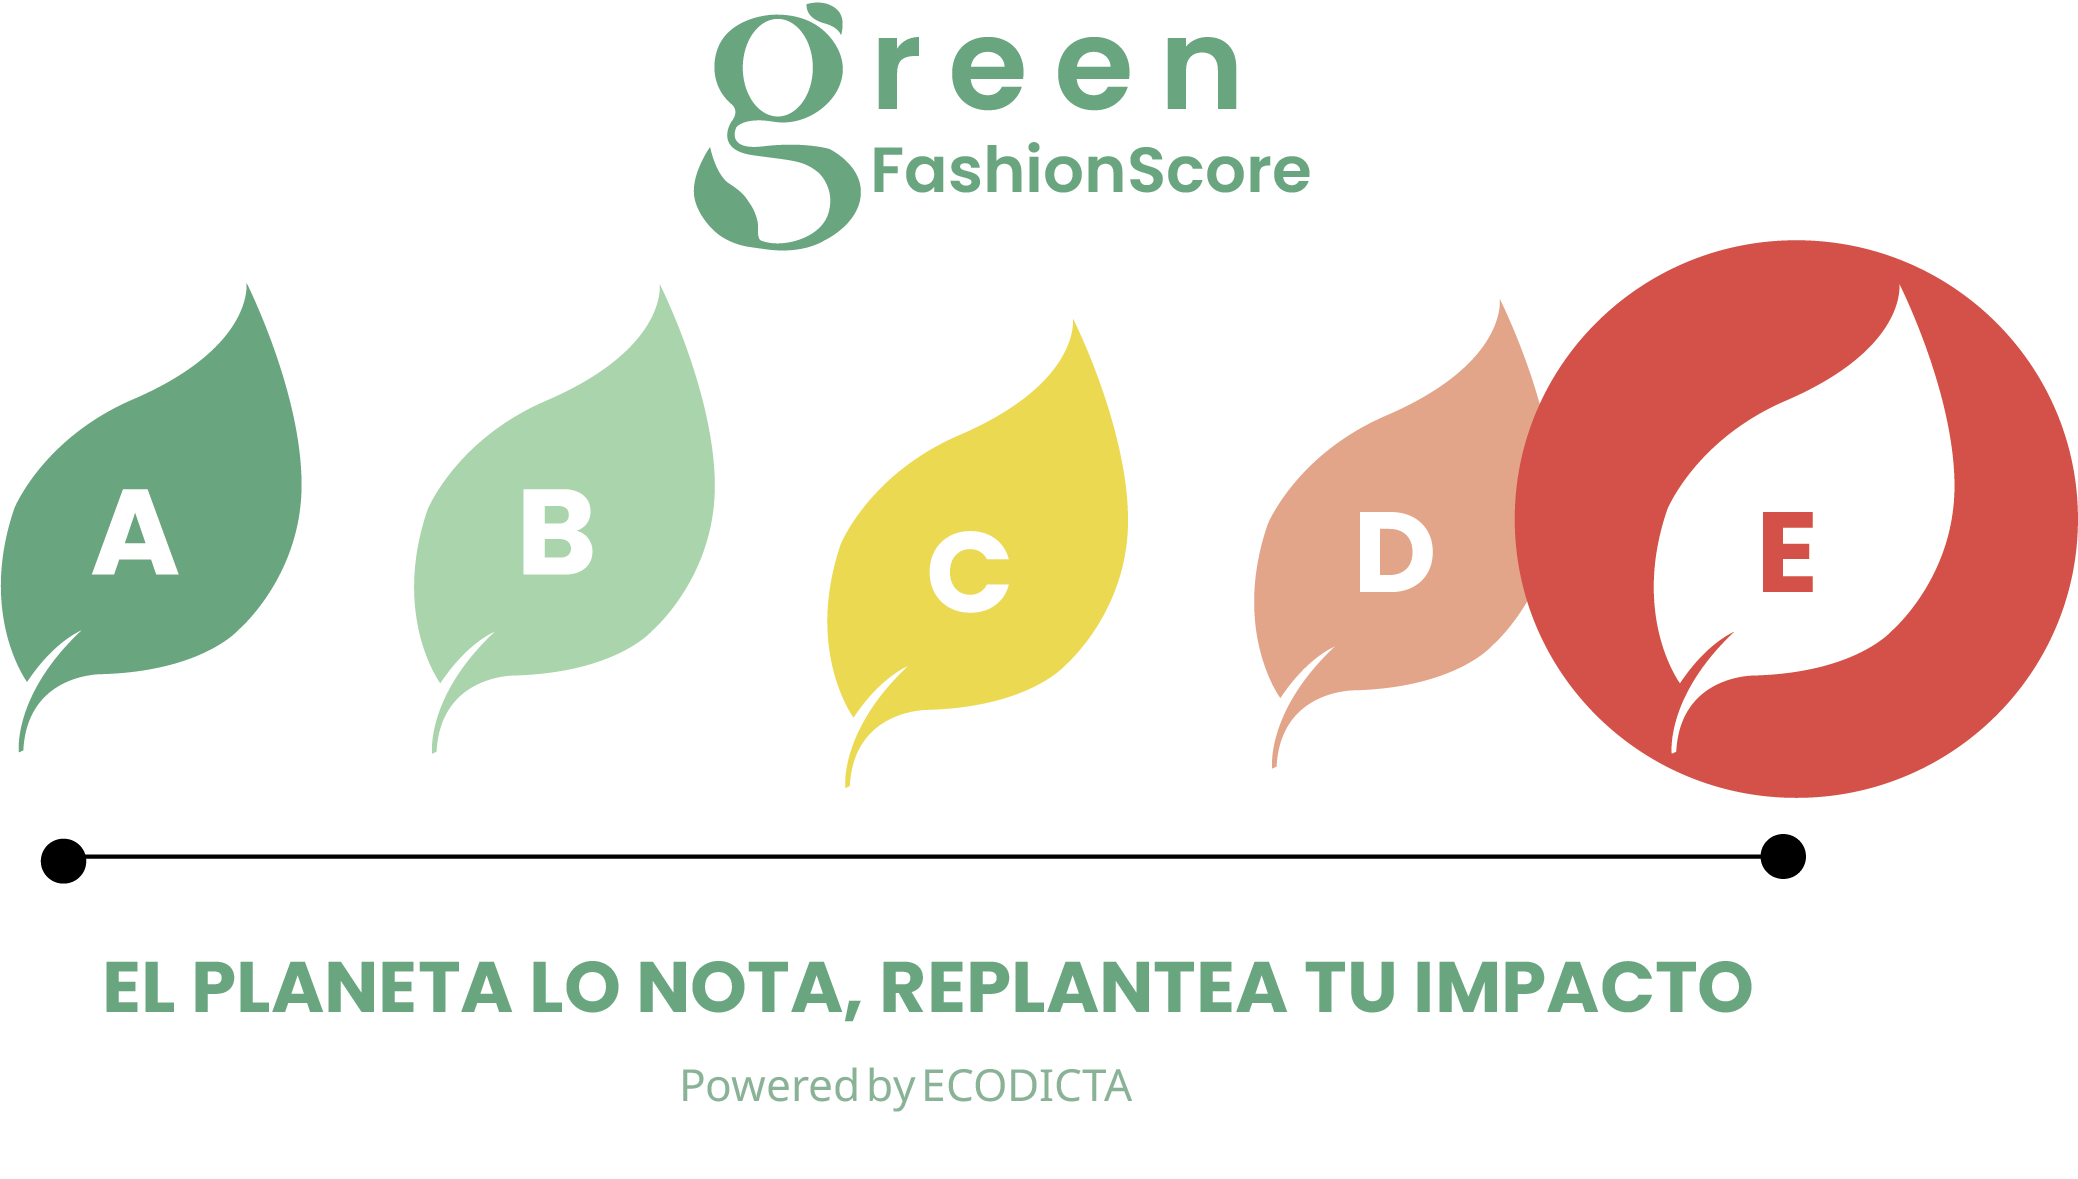 green
FashionScore
A B C D E
EL PLANETA LO NOTA, REPLANTEA TU IMPACTO
Powered by ECODICTA